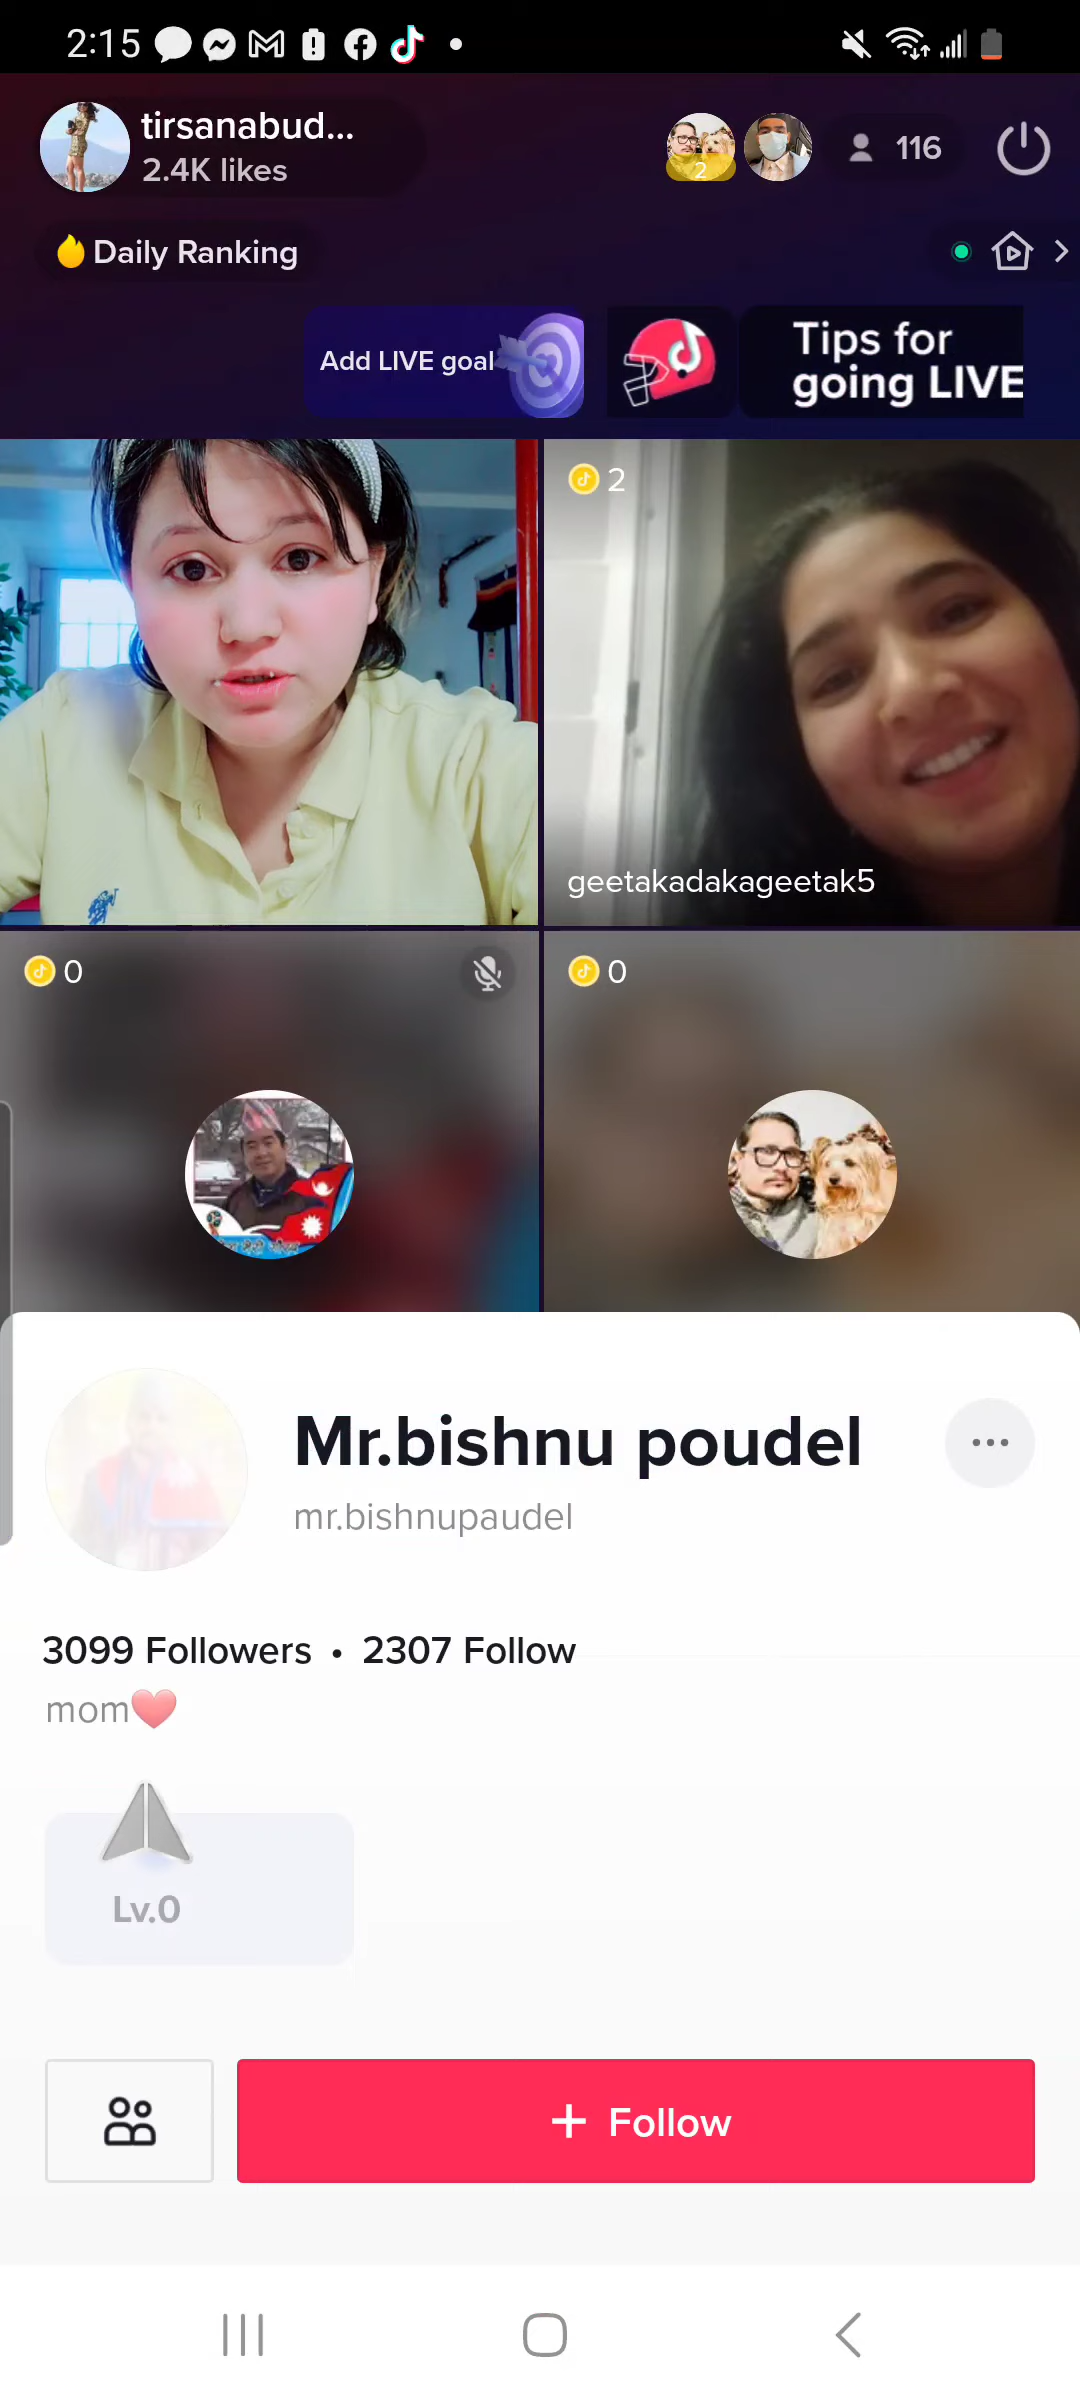 2:15
tirsanabud...
2.4K likes
2
116
Daily Ranking
Add LIVE goal
Tips for
going LIVE
2
geetakadakageetak5
0
0
Mr.bishnu poudel
mr.bishnupaudel
3099 Followers • 2307 Follow
mom❤️
Lv.0
+ Follow